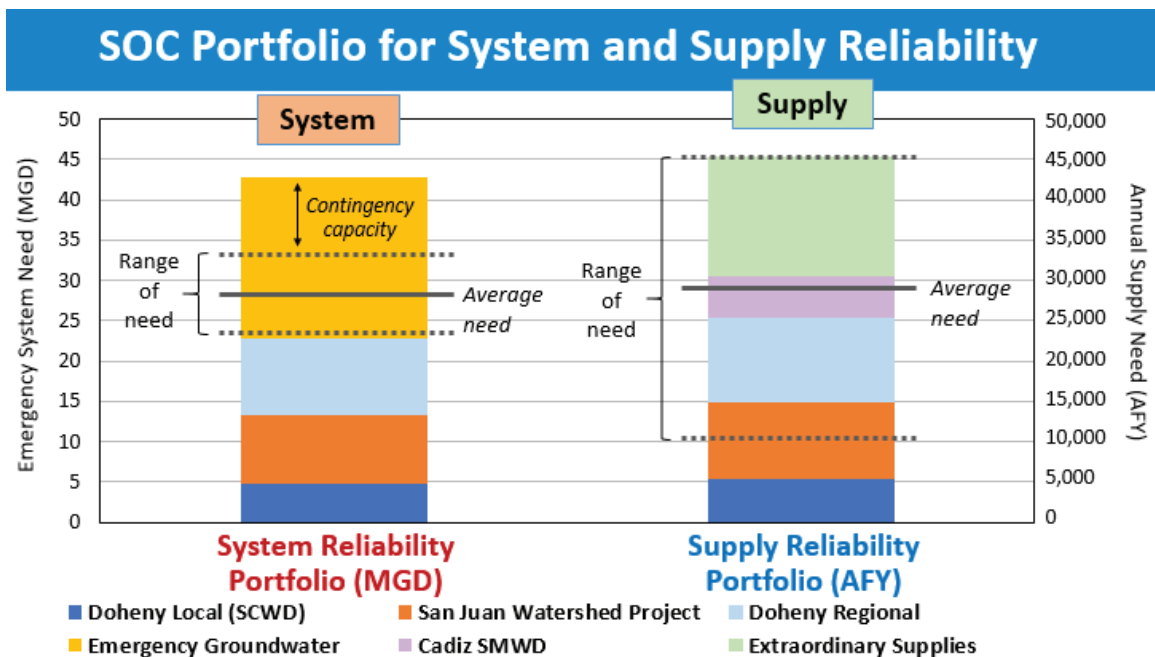 SOC Portfolio for System and Supply Reliability
System
Supply
Emergency System Need (MGD)
50
45
40
35
30
25
20
15
10
5
0
Contingency
capacity
Range of
of
need
Average
need
Range
of
need
Average
need
50,000
45,000
40,000
35,000
30,000
25,000
20,000
15,000
10,000
5,000
0
Annual Supply Need (AFY)
System Reliability
Portfolio (MGD)
Supply Reliability
Portfolio (AFY)
Doheny Local (SCWD)
San Juan Watershed Project
Doheny Regional
Emergency Groundwater
Cadiz SMWD
Extraordinary Supplies